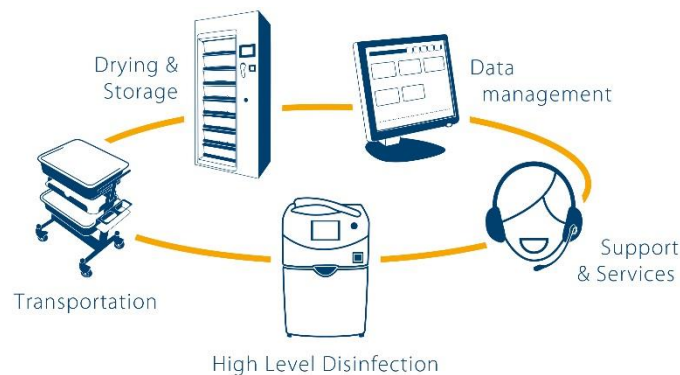 Drying &
Storage
Data
management
Support
& Services
Transportation
High Level Disinfection